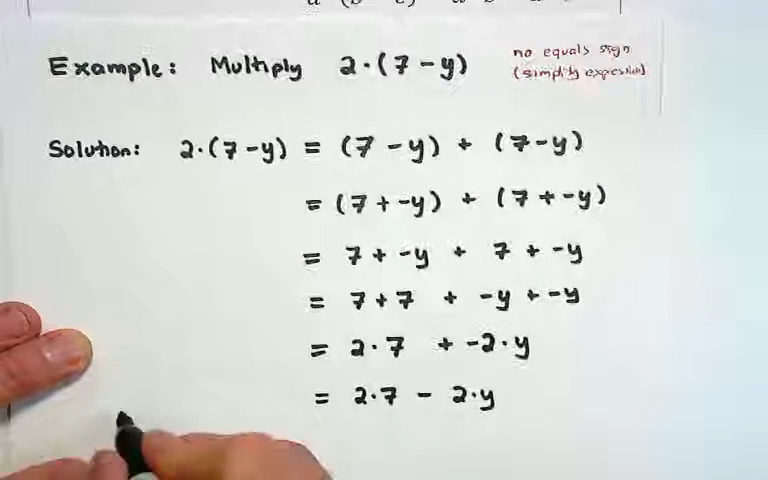 Example: Multiply 2·(7-y) no equals sign
(simplify expression)
Solution: 2·(7-y) = (7-y) + (7-y)
= (7+-y) + (7+-y)
= 7+-y + 7+-y
= 7+7 + -y+-y
= 2·7 + -2·y
= 2·7 - 2·y